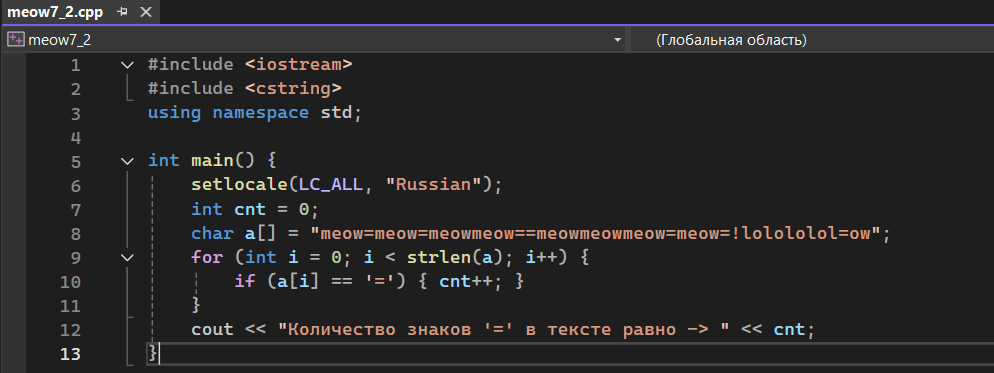 meow7_2.cpp
meow7_2 (Глобальная область)
1 #include <iostream>
2 #include <cstring>
3 using namespace std;
4
5 int main() {
6 setlocale(LC_ALL, "Russian");
7 int cnt = 0;
8 char a[] = "meow=meow=meowmeow==meowmeowmeow=meow=!lolololol=ow";
9 for (int i = 0; i < strlen(a); i++) {
10 if (a[i] == '=') { cnt++; }
11 }
12 cout << "Количество знаков '=' в тексте равно -> " << cnt;
13 }